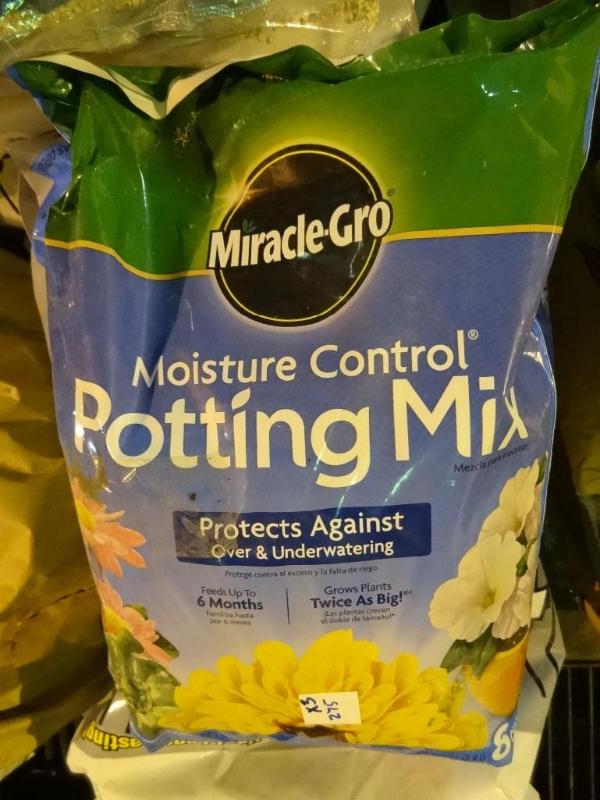 Miracle-Gro®
Moisture Control®
Potting Mix
Mezcla para macetas
Protects Against
Over & Underwatering
Protege contra el exceso y la falta de riego
Feeds Up To
6 Months
Fertiliza hasta
por 6 meses
Grows Plants
Twice As Big!
¡Las plantas crecen
el doble de tamaño!
X3
275
8